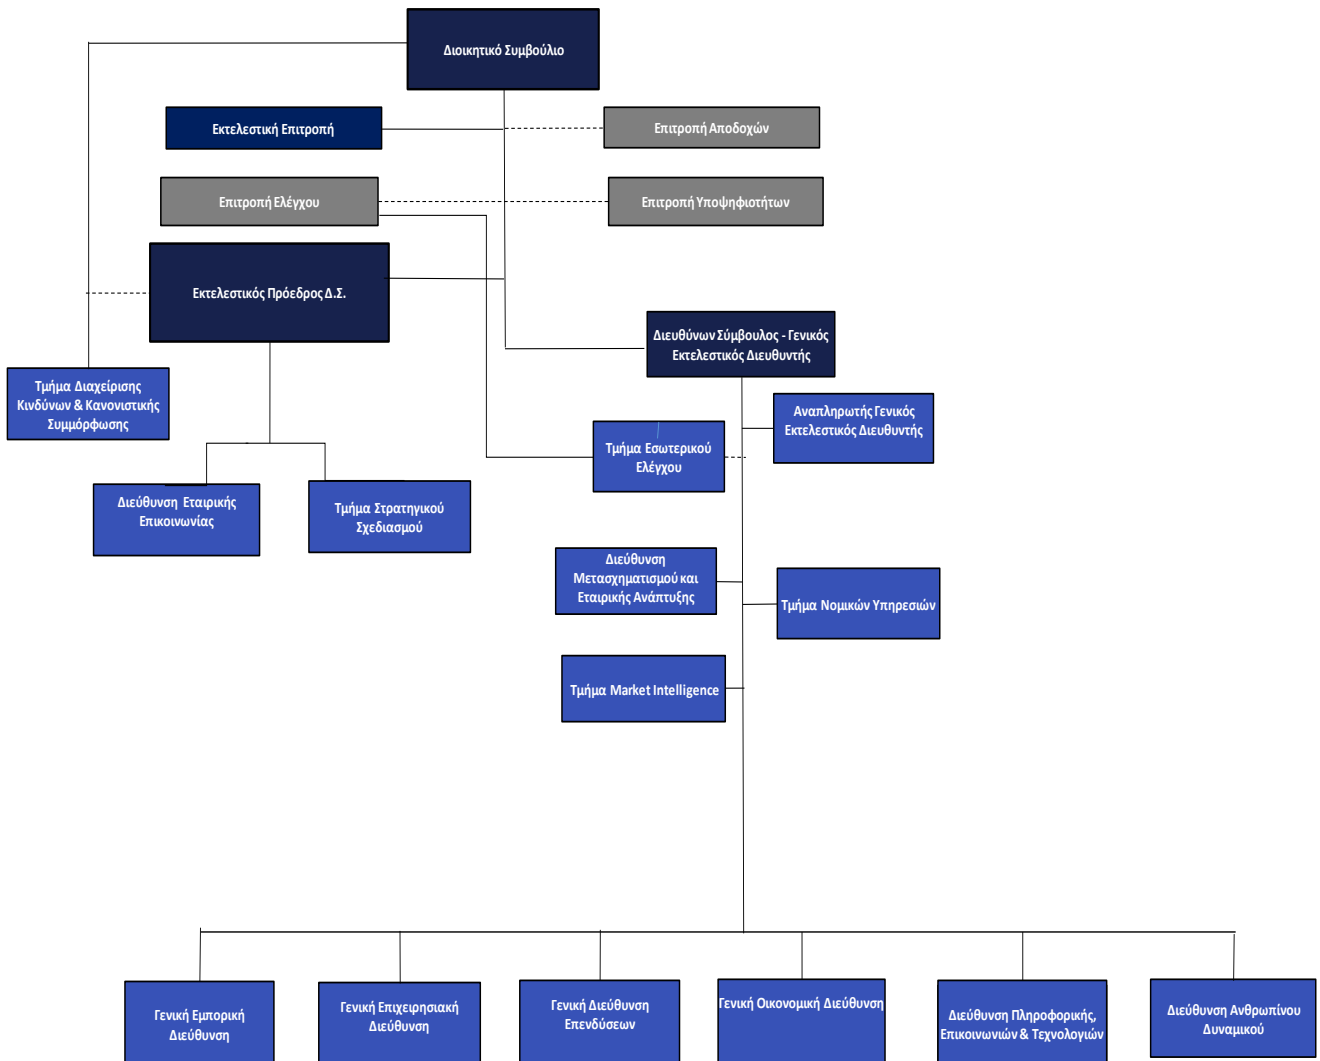 Διοικητικό Συμβούλιο
Εκτελεστική Επιτροπή
Επιτροπή Αποδοχών
Επιτροπή Ελέγχου
Επιτροπή Υποψηφιοτήτων
Εκτελεστικός Πρόεδρος Δ.Σ.
Διευθύνων Σύμβουλος - Γενικός
Εκτελεστικός Διευθυντής
Τμήμα Διαχείρισης
Κινδύνων & Κανονιστικής
Συμμόρφωσης
Αναπληρωτής Γενικός
Εκτελεστικός Διευθυντής
Τμήμα Εσωτερικού
Ελέγχου
Διεύθυνση Εταιρικής
Επικοινωνίας
Τμήμα Στρατηγικού
Σχεδιασμού
Διεύθυνση
Μετασχηματισμού και
Εταιρικής Ανάπτυξης
Τμήμα Νομικών Υπηρεσιών
Τμήμα Market Intelligence
Γενική Εμπορική
Διεύθυνση
Γενική Επιχειρησιακή
Διεύθυνση
Γενική Διεύθυνση
Επενδύσεων
Γενική Οικονομική Διεύθυνση
Διεύθυνση Πληροφορικής,
Επικοινωνιών & Τεχνολογιών
Διεύθυνση Ανθρωπίνου
Δυναμικού